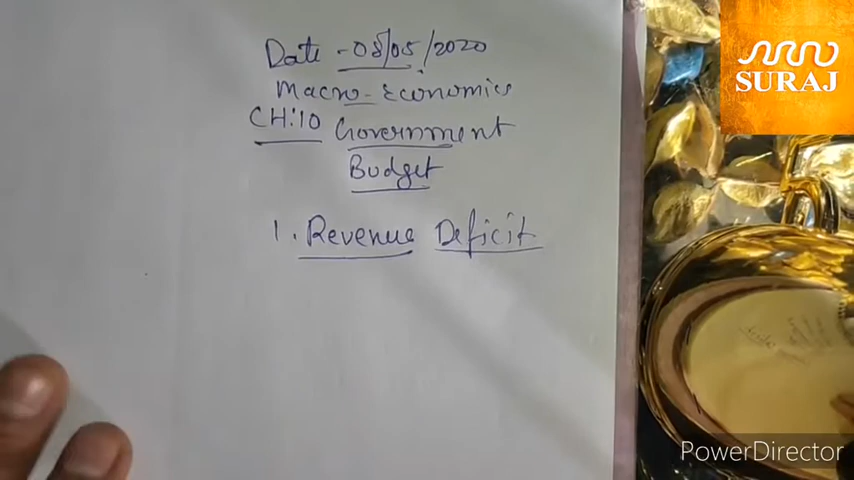 Date - 08/05/2020
Macro-Economics
CH:10 Government
Budget
1. Revenue Deficit
SURAJ
PowerDirector